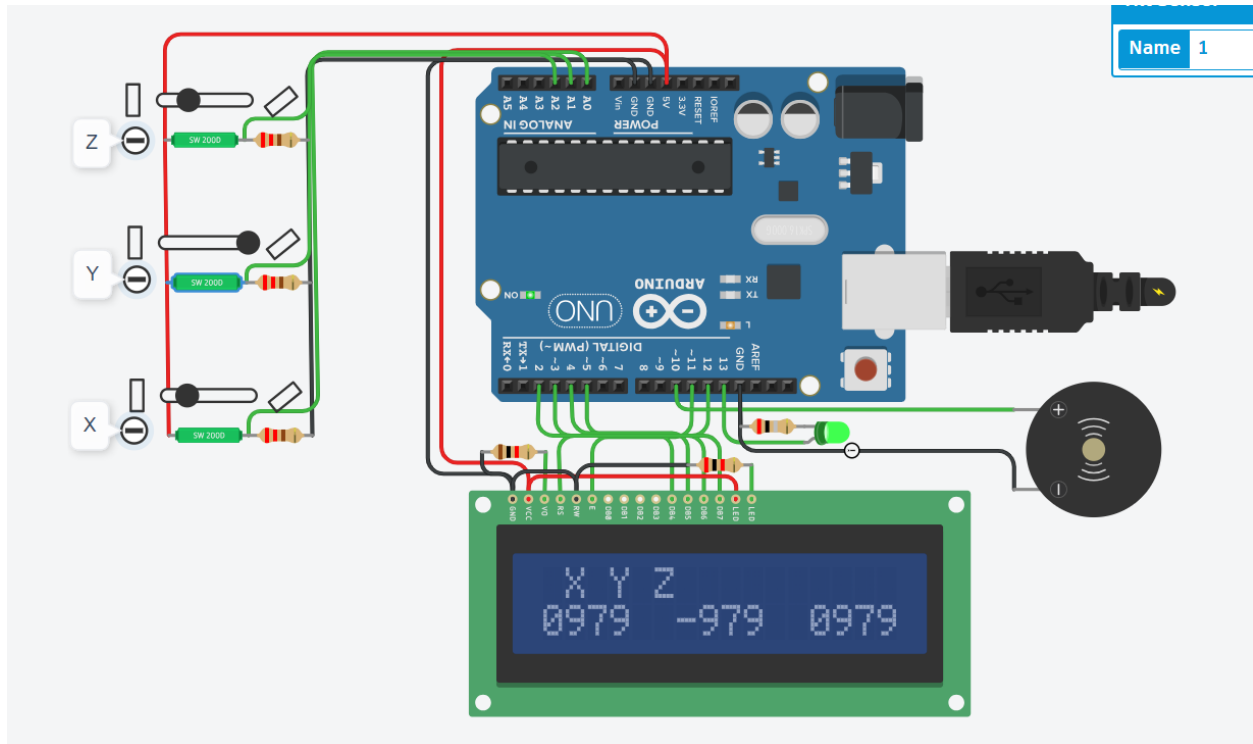 Name 1
Z
SW 200D
Y
SW 200D
X
SW 200D
A5 A4 A3 A2 A1 A0
ANALOG IN
Vin GND GND 5V 3.3V RESET IOREF
POWER
ON
UNO
ARDUINO
RX
TX
L
DIGITAL (PWM~)
RX←0 TX→1 2 ~3 4 ~5 ~6 7 8 ~9 ~10 ~11 12 13 GND AREF
GND VCC V0 RS RW E DB0 DB1 DB2 DB3 DB4 DB5 DB6 DB7 LED LED
X Y Z
0979 -979 0979